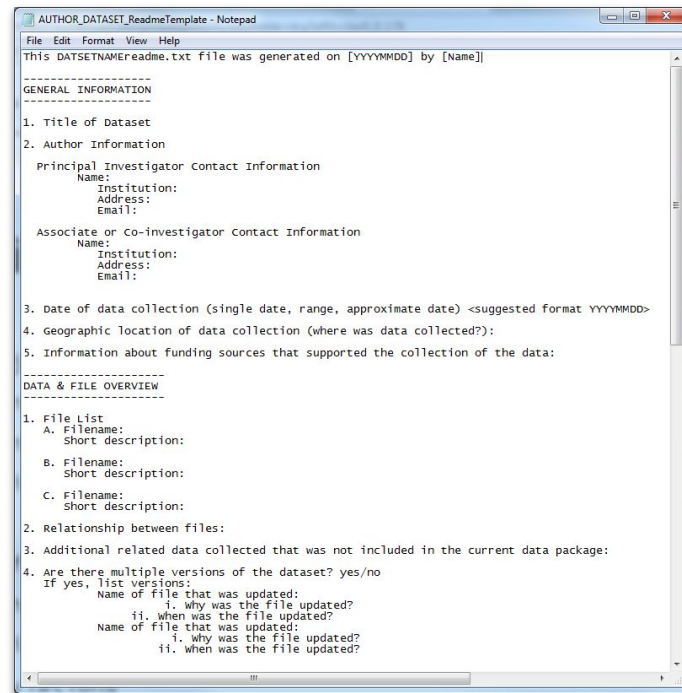 AUTHOR_DATASET_ReadmeTemplate - Notepad
File Edit Format View Help
This DATSETNAMEreadme.txt file was generated on [YYYYMMDD] by [Name]
-------------------
GENERAL INFORMATION
-------------------
1. Title of Dataset
2. Author Information
Principal Investigator Contact Information
Name:
Institution:
Address:
Email:
Associate or Co-investigator Contact Information
Name:
Institution:
Address:
Email:
3. Date of data collection (single date, range, approximate date) <suggested format YYYYMMDD>
4. Geographic location of data collection (where was data collected?):
5. Information about funding sources that supported the collection of the data:
---------------------
DATA & FILE OVERVIEW
---------------------
1. File List
A. Filename:
Short description:
B. Filename:
Short description:
C. Filename:
Short description:
2. Relationship between files:
3. Additional related data collected that was not included in the current data package:
4. Are there multiple versions of the dataset? yes/no
If yes, list versions:
Name of file that was updated:
i. Why was the file updated?
ii. When was the file updated?
Name of file that was updated:
i. Why was the file updated?
ii. When was the file updated?